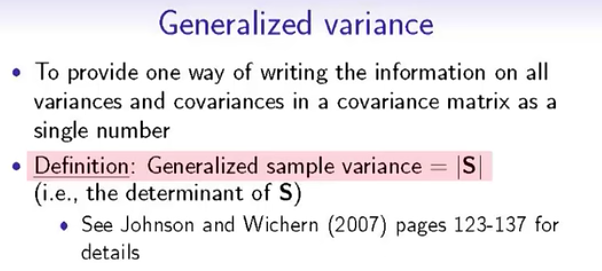 Generalized variance
• To provide one way of writing the information on all
variances and covariances in a covariance matrix as a
single number
• Definition: Generalized sample variance = |S|
(i.e., the determinant of S)
• See Johnson and Wichern (2007) pages 123-137 for
details